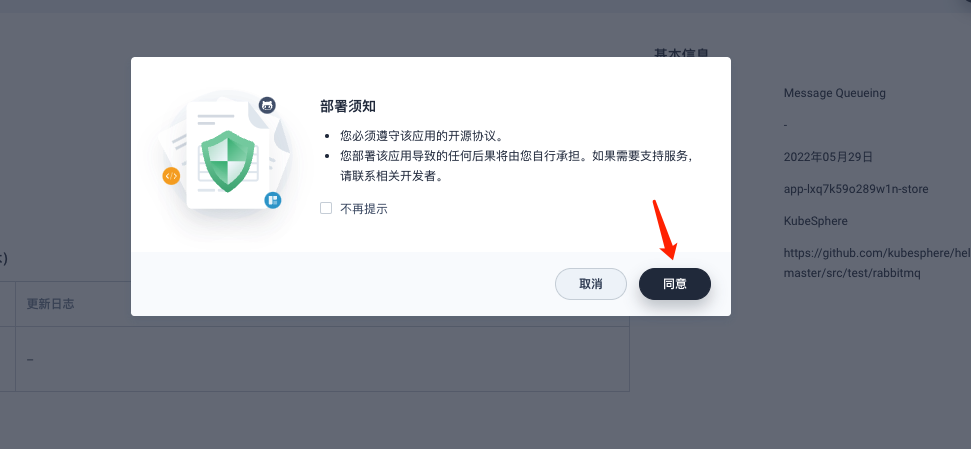 基本信息
部署须知
您必须遵守该应用的开源协议。
您部署该应用导致的任何后果将由您自行承担。如果需要支持服务，
请联系相关开发者。
不再提示
取消
同意
Message Queueing
-
2022年05月29日
app-lxq7k59o289w1n-store
KubeSphere
https://github.com/kubesphere/hel
master/src/test/rabbitmq
更新日志
–